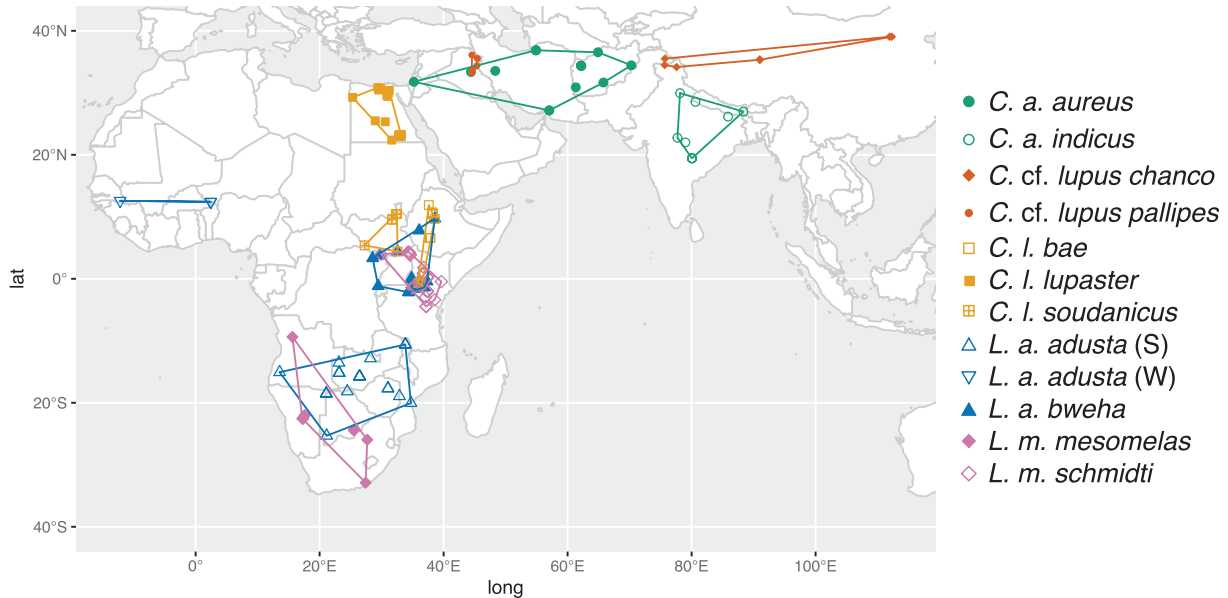 40°N
20°N
0°
20°S
40°S
lat
0°
20°E
40°E
60°E
80°E
100°E
long
C. a. aureus
C. a. indicus
C. cf. lupus chanco
C. cf. lupus pallipes
C. l. bae
C. l. lupaster
C. l. soudanicus
L. a. adusta (S)
L. a. adusta (W)
L. a. bweha
L. m. mesomelas
L. m. schmidti